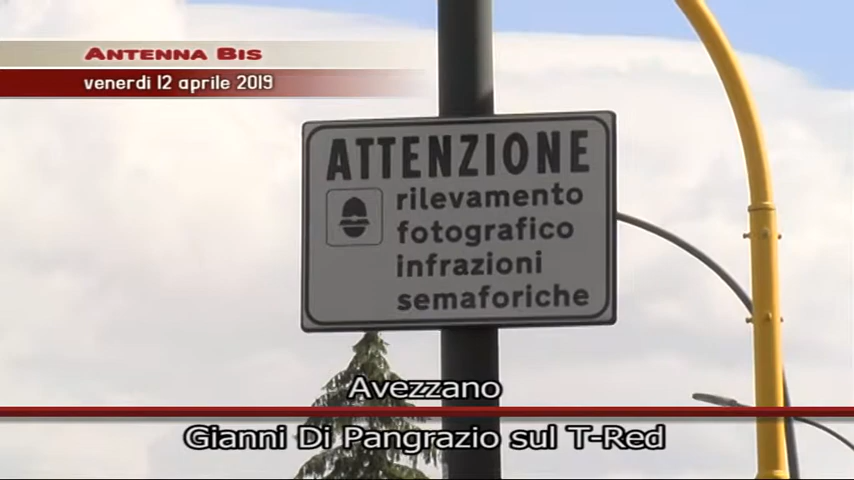 Antenna Bis
venerdì 12 aprile 2019
ATTENZIONE
rilevamento
fotografico
infrazioni
semaforiche
Avezzano
Gianni Di Pangrazio sul T-Red